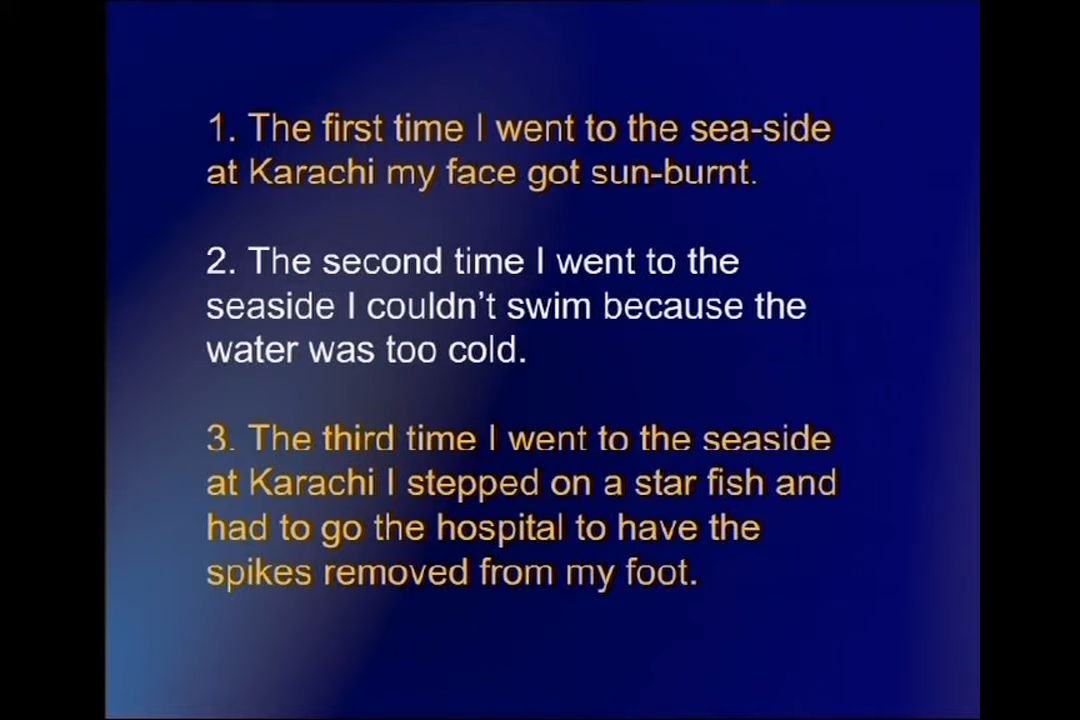 1. The first time I went to the sea-side
at Karachi my face got sun-burnt.
2. The second time I went to the
seaside I couldn't swim because the
water was too cold.
3. The third time I went to the seaside
at Karachi I stepped on a star fish and
had to go the hospital to have the
spikes removed from my foot.